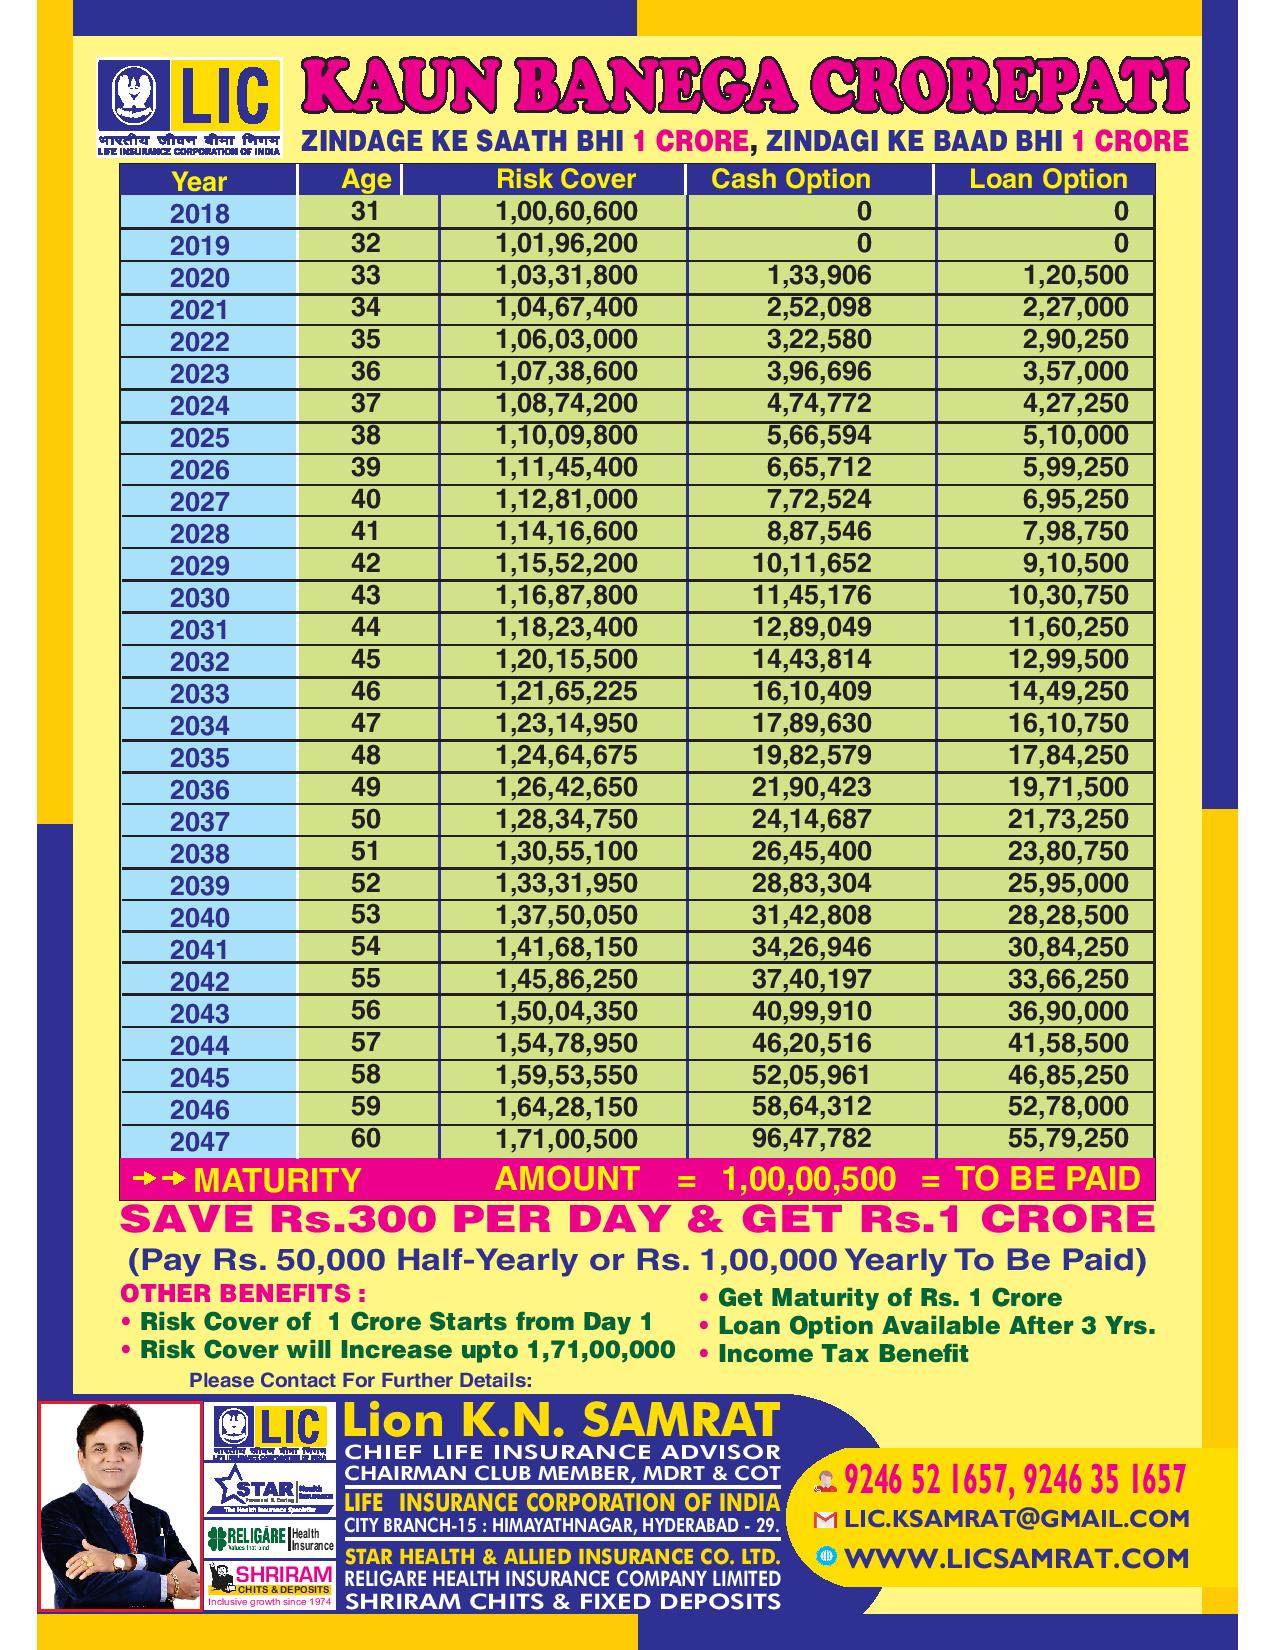 LIC
भारतीय जीवन बीमा निगम
LIFE INSURANCE CORPORATION OF INDIA
KAUN BANEGA CROREPATI
ZINDAGE KE SAATH BHI 1 CRORE, ZINDAGI KE BAAD BHI 1 CRORE
Year Age Risk Cover Cash Option Loan Option
2018 31 1,00,60,600 0 0
2019 32 1,01,96,200 0 0
2020 33 1,03,31,800 1,33,906 1,20,500
2021 34 1,04,67,400 2,52,098 2,27,000
2022 35 1,06,03,000 3,22,580 2,90,250
2023 36 1,07,38,600 3,96,696 3,57,000
2024 37 1,08,74,200 4,74,772 4,27,250
2025 38 1,10,09,800 5,66,594 5,10,000
2026 39 1,11,45,400 6,65,712 5,99,250
2027 40 1,12,81,000 7,72,524 6,95,250
2028 41 1,14,16,600 8,87,546 7,98,750
2029 42 1,15,52,200 10,11,652 9,10,500
2030 43 1,16,87,800 11,45,176 10,30,750
2031 44 1,18,23,400 12,89,049 11,60,250
2032 45 1,20,15,500 14,43,814 12,99,500
2033 46 1,21,65,225 16,10,409 14,49,250
2034 47 1,23,14,950 17,89,630 16,10,750
2035 48 1,24,64,675 19,82,579 17,84,250
2036 49 1,26,42,650 21,90,423 19,71,500
2037 50 1,28,34,750 24,14,687 21,73,250
2038 51 1,30,55,100 26,45,400 23,80,750
2039 52 1,33,31,950 28,83,304 25,95,000
2040 53 1,37,50,050 31,42,808 28,28,500
2041 54 1,41,68,150 34,26,946 30,84,250
2042 55 1,45,86,250 37,40,197 33,66,250
2043 56 1,50,04,350 40,99,910 36,90,000
2044 57 1,54,78,950 46,20,516 41,58,500
2045 58 1,59,53,550 52,05,961 46,85,250
2046 59 1,64,28,150 58,64,312 52,78,000
2047 60 1,71,00,500 96,47,782 55,79,250
MATURITY AMOUNT = 1,00,00,500 = TO BE PAID
SAVE Rs.300 PER DAY & GET Rs.1 CRORE
(Pay Rs. 50,000 Half-Yearly or Rs. 1,00,000 Yearly To Be Paid)
OTHER BENEFITS :
• Risk Cover of 1 Crore Starts from Day 1
• Risk Cover will Increase upto 1,71,00,000
• Get Maturity of Rs. 1 Crore
• Loan Option Available After 3 Yrs.
• Income Tax Benefit
Please Contact For Further Details:
LIC
भारतीय जीवन बीमा निगम
LIFE INSURANCE CORPORATION OF INDIA
STAR Health Insurance
Personal & Caring
The Health Insurance Specialist
RELIGARE Health Insurance
SHRIRAM
CHITS & DEPOSITS
Inclusive growth since 1974
Lion K.N. SAMRAT
CHIEF LIFE INSURANCE ADVISOR
CHAIRMAN CLUB MEMBER, MDRT & COT
LIFE INSURANCE CORPORATION OF INDIA
CITY BRANCH-15 : HIMAYATHNAGAR, HYDERABAD - 29.
STAR HEALTH & ALLIED INSURANCE CO. LTD.
RELIGARE HEALTH INSURANCE COMPANY LIMITED
SHRIRAM CHITS & FIXED DEPOSITS
9246 52 1657, 9246 35 1657
LIC.KSAMRAT@GMAIL.COM
WWW.LICSAMRAT.COM